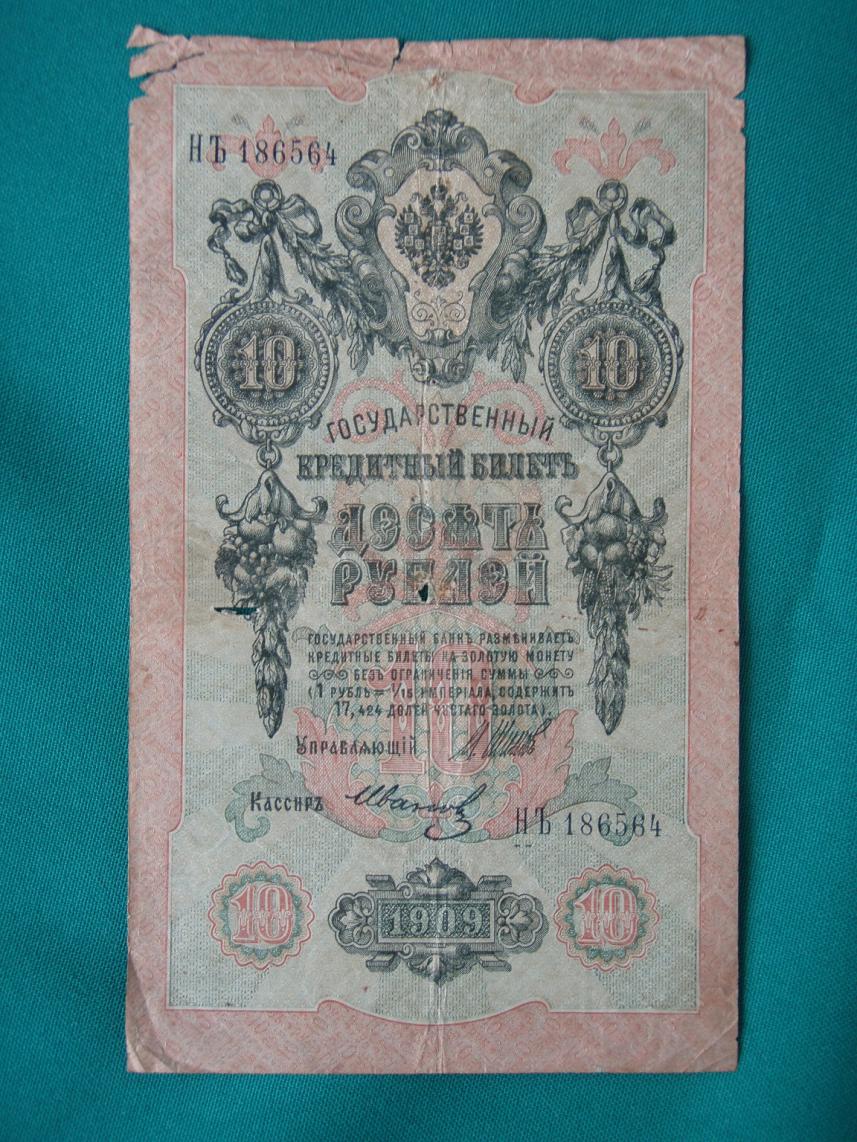 НЪ 186564
10 10
ГОСУДАРСТВЕННЫЙ
КРЕДИТНЫЙ БИЛЕТЪ
ДЕСЯТЬ
РУБЛЕЙ
ГОСУДАРСТВЕННЫЙ БАНКЪ РАЗМѢНИВАЕТЪ
КРЕДИТНЫЕ БИЛЕТЫ НА ЗОЛОТУЮ МОНЕТУ
БЕЗЪ ОГРАНИЧЕНІЯ СУММЫ
(1 РУБЛЬ = 1/15 ИМПЕРІАЛА, СОДЕРЖИТЪ
17,424 ДОЛЕЙ ЧИСТАГО ЗОЛОТА).
10
УПРАВЛЯЮЩІЙ
КАССИРЪ Иванов
НЪ 186564
10 1909 10